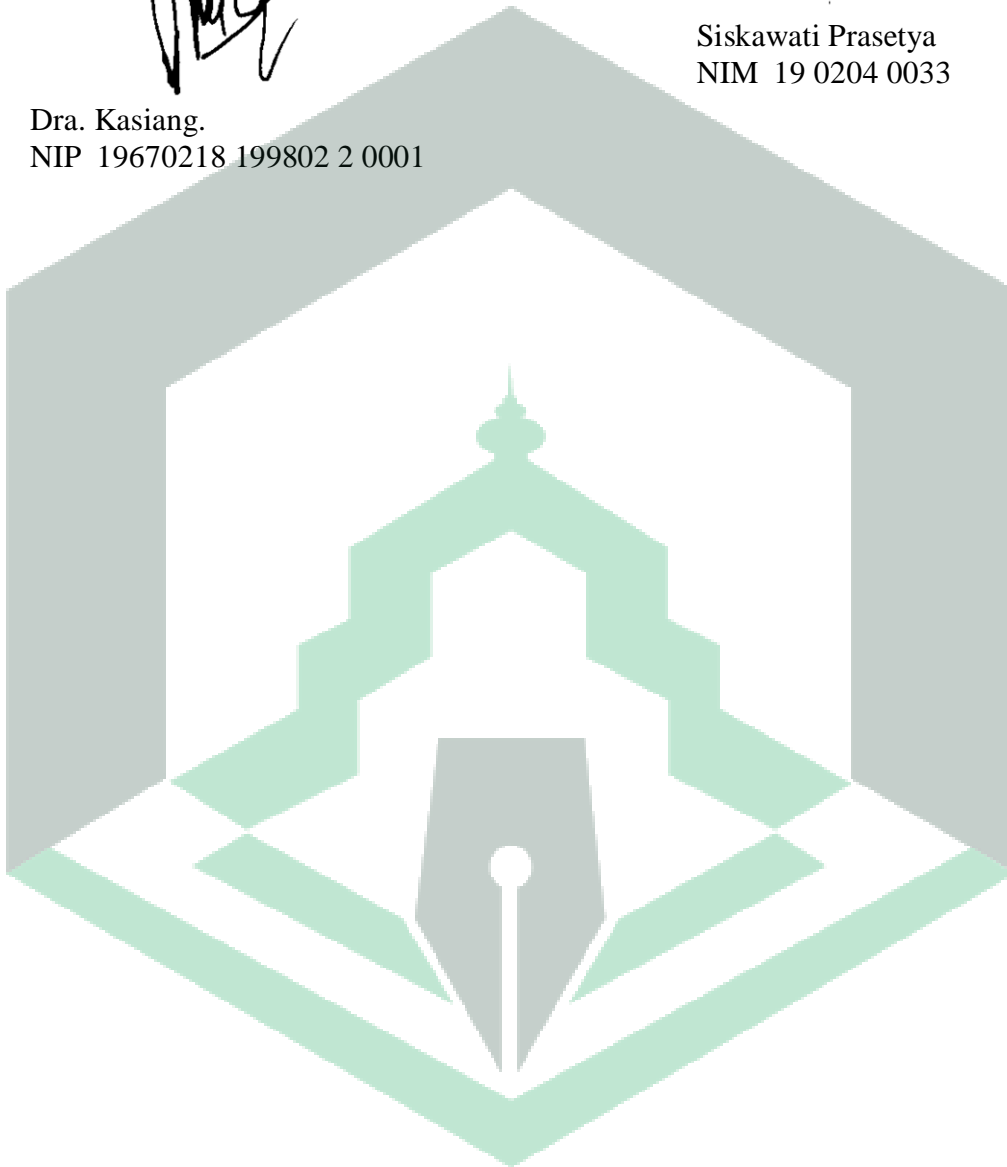 Siskawati Prasetya
NIM 19 0204 0033
Dra. Kasiang.
NIP 19670218 199802 2 0001